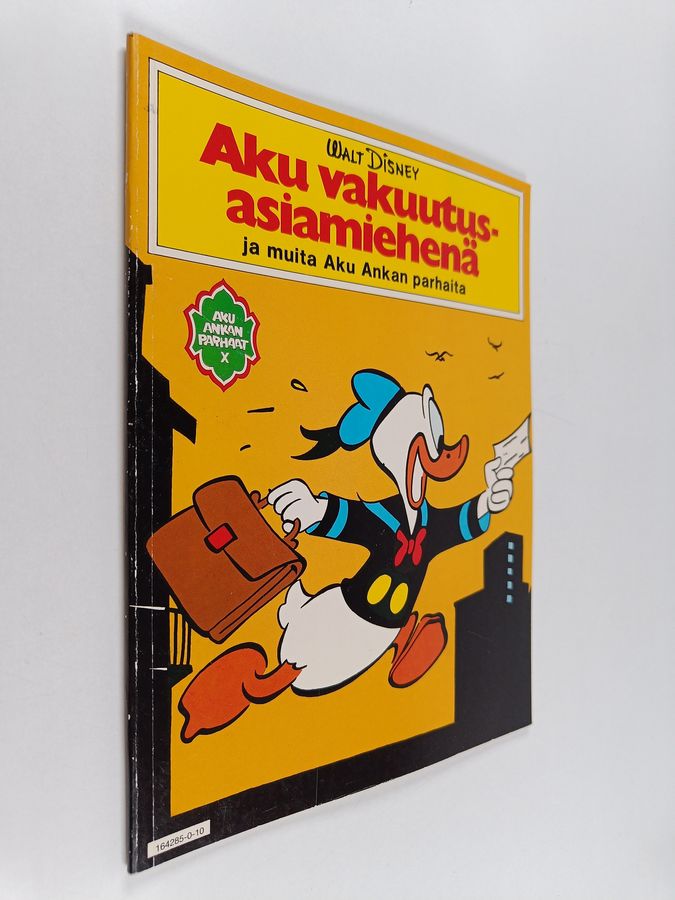 WALT DISNEY
Aku vakuutus-
asiamiehenä
ja muita Aku Ankan parhaita
AKU
ANKAN
PARHAAT
X
164285-0-10